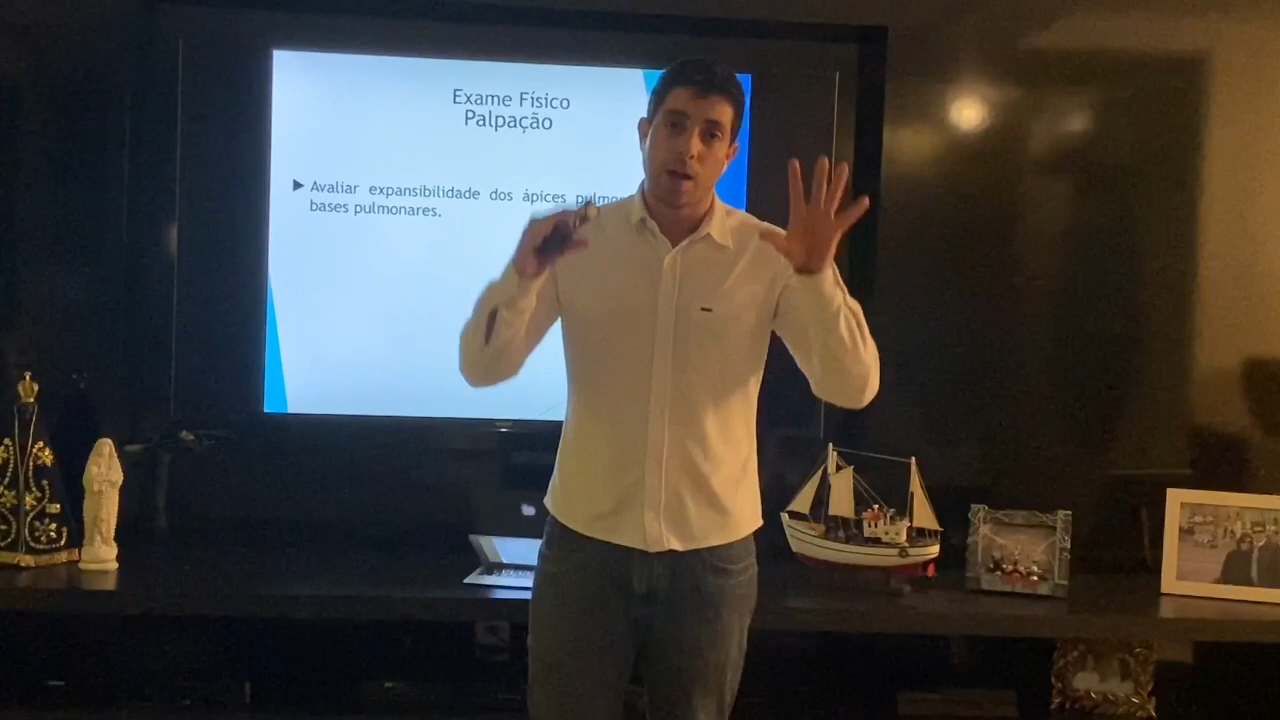 Exame Físico
Palpação
Avaliar expansibilidade dos ápices
bases pulmonares.